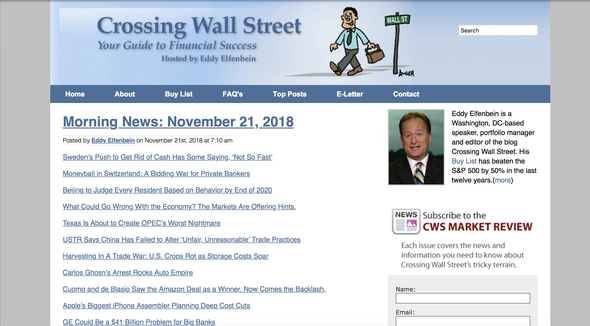 Crossing Wall Street
Your Guide to Financial Success
Hosted by Eddy Elfenbein
WALL ST
Search
Home
About
Buy List
FAQ's
Top Posts
E-Letter
Contact
Morning News: November 21, 2018
Posted by Eddy Elfenbein on November 21st, 2018 at 7:10 am
Sweden's Push to Get Rid of Cash Has Some Saying, 'Not So Fast'
Moneyball in Switzerland: A Bidding War for Private Bankers
Beijing to Judge Every Resident Based on Behavior by End of 2020
What Could Go Wrong With the Economy? The Markets Are Offering Hints.
Texas Is About to Create OPEC's Worst Nightmare
USTR Says China Has Failed to Alter 'Unfair, Unreasonable' Trade Practices
Harvesting In A Trade War: U.S. Crops Rot as Storage Costs Soar
Carlos Ghosn's Arrest Rocks Auto Empire
Cuomo and de Blasio Saw the Amazon Deal as a Winner. Now Comes the Backlash.
Apple's Biggest iPhone Assembler Planning Deep Cost Cuts
GE Could Be a $41 Billion Problem for Big Banks
Eddy Elfenbein is a
Washington, DC-based
speaker, portfolio manager
and editor of the blog
Crossing Wall Street. His
Buy List has beaten the
S&P 500 by 50% in the last
twelve years.(more)
NEWS
Subscribe to the
CWS MARKET REVIEW
Each issue covers the news and
information you need to know about
Crossing Wall Street's tricky terrain.
Name:
Email: